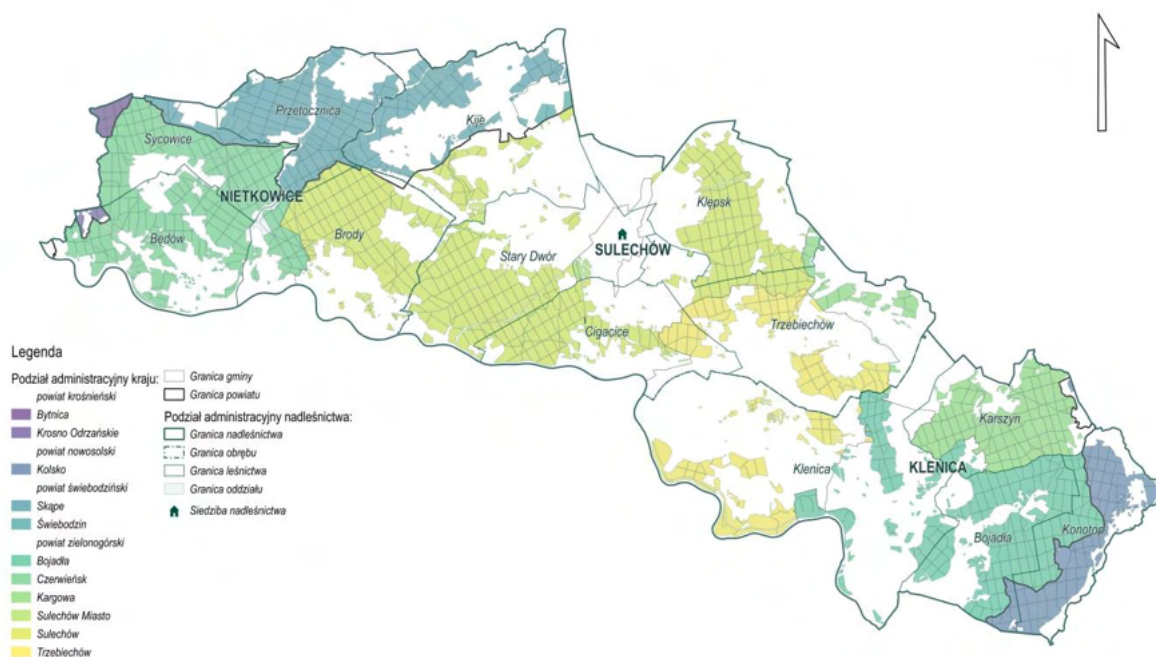 Przetocznica
Kije
Sycowice
NIETKOWICE
Klępsk
Będów
Brody
Stary Dwór
SULECHÓW
Cigacice
Trzebiechów
Karszyn
Klenica
KLENICA
Bojadła
Konotop
Legenda
Podział administracyjny kraju:
powiat krośnieński
Bytnica
Krosno Odrzańskie
powiat nowosolski
Kolsko
powiat świebodziński
Skąpe
Świebodzin
powiat zielonogórski
Bojadła
Czerwieńsk
Kargowa
Sulechów Miasto
Sulechów
Trzebiechów
Granica gminy
Granica powiatu
Podział administracyjny nadleśnictwa:
Granica nadleśnictwa
Granica obrębu
Granica leśnictwa
Granica oddziału
Siedziba nadleśnictwa